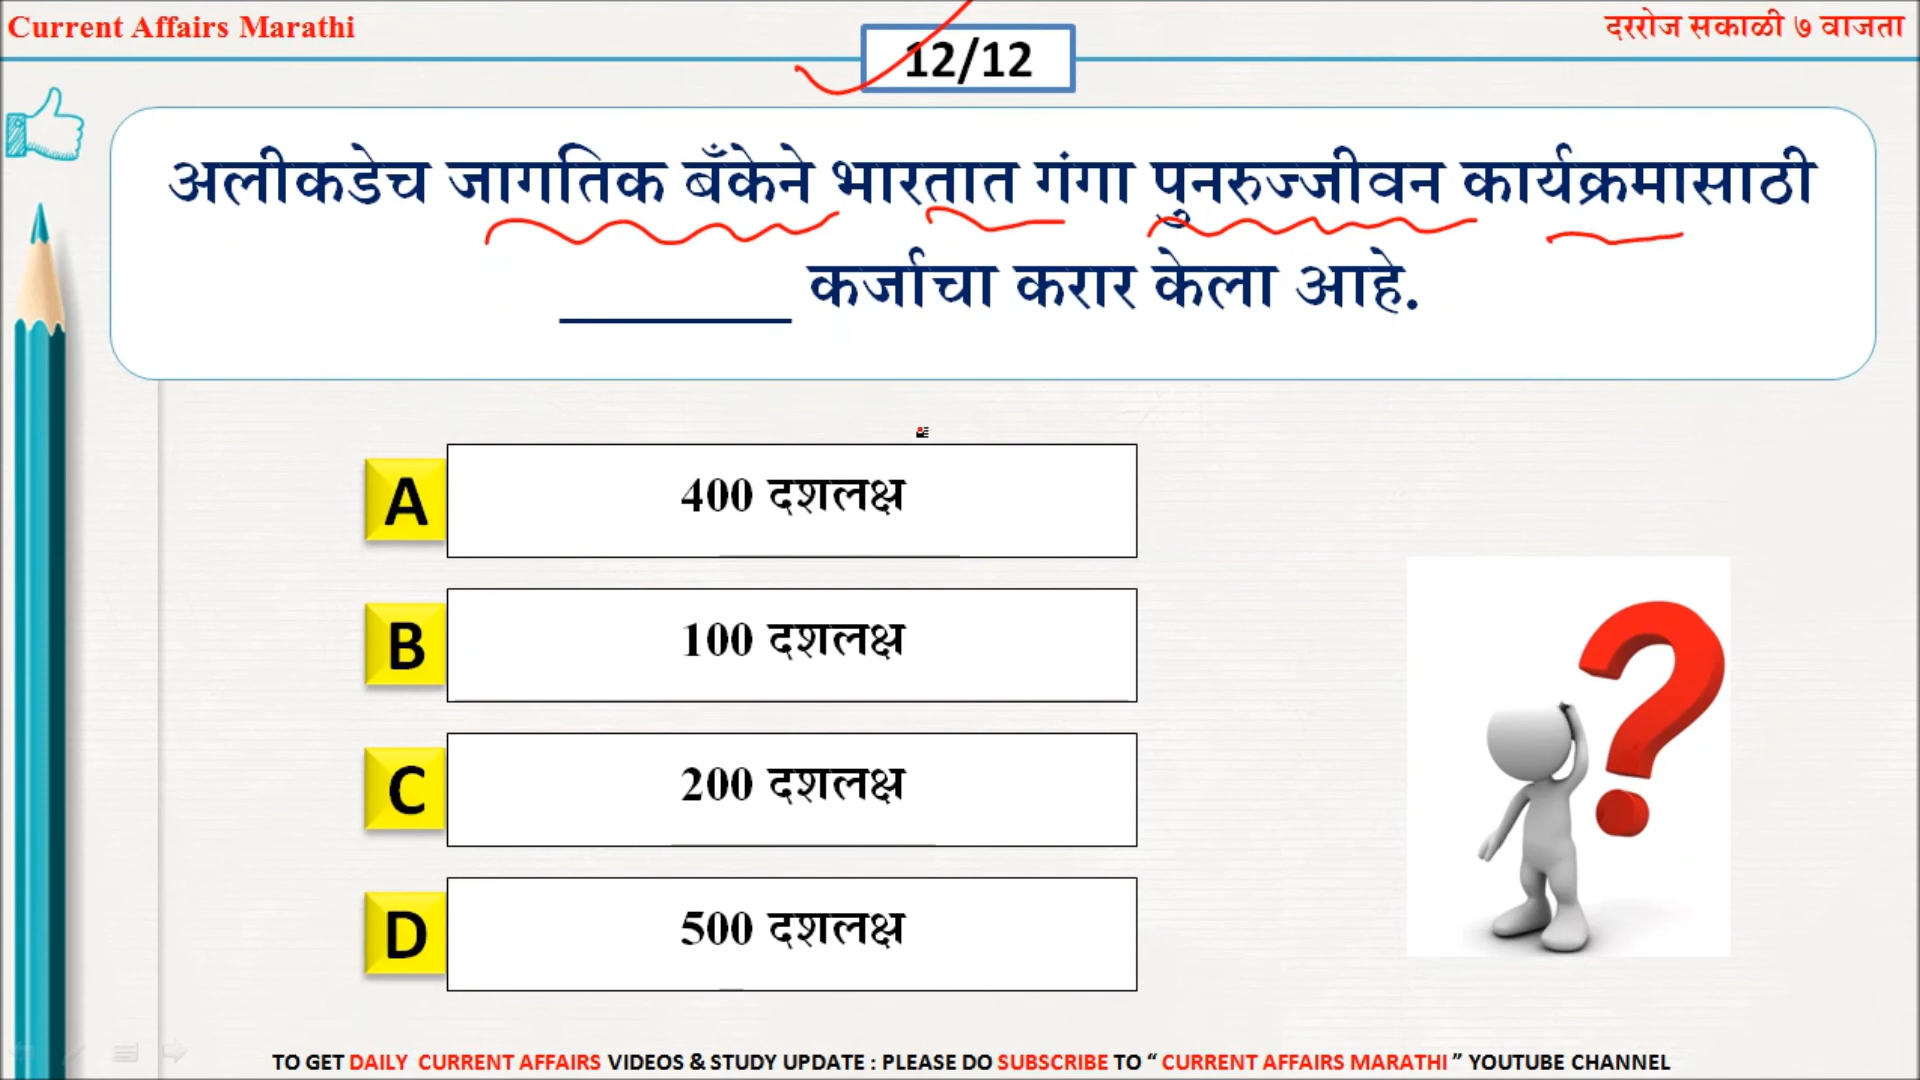 Current Affairs Marathi
दररोज सकाळी ७ वाजता
12/12
अलीकडेच जागतिक बँकेने भारतात गंगा पुनरुज्जीवन कार्यक्रमासाठी
________ कर्जाचा करार केला आहे.
A 400 दशलक्ष
B 100 दशलक्ष
C 200 दशलक्ष
D 500 दशलक्ष
TO GET DAILY CURRENT AFFAIRS VIDEOS & STUDY UPDATE : PLEASE DO SUBSCRIBE TO “ CURRENT AFFAIRS MARATHI ” YOUTUBE CHANNEL